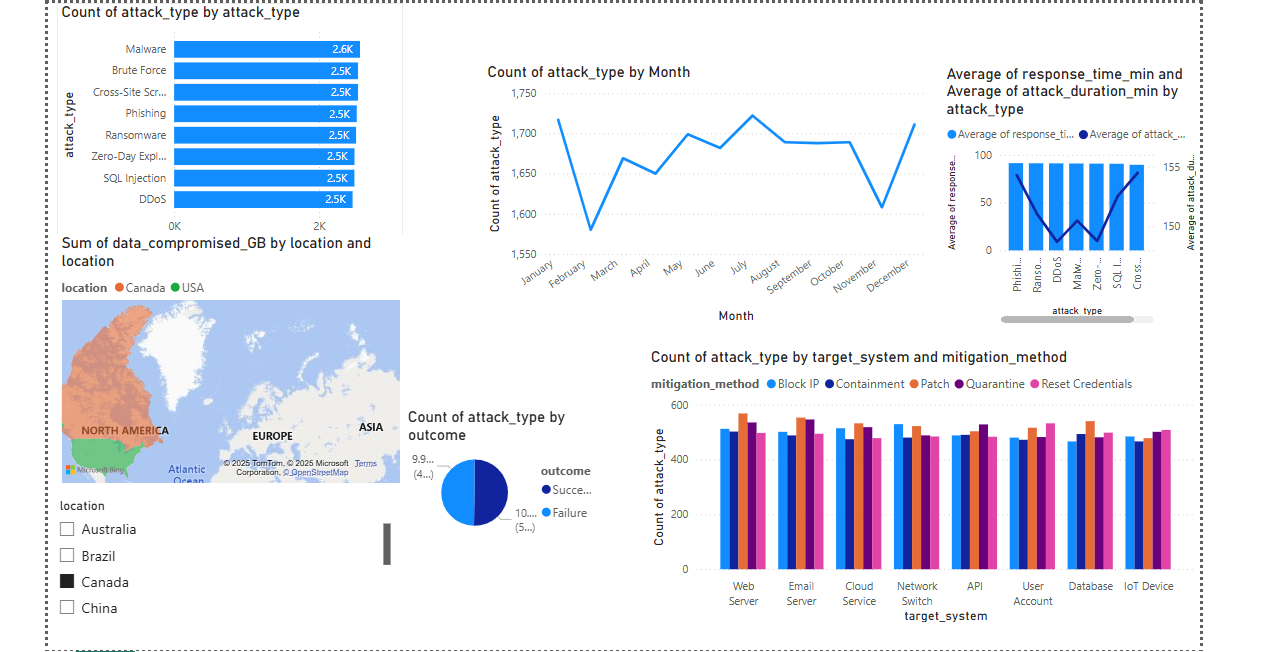 Count of attack_type by attack_type
attack_type
Malware
2.6K
Brute Force
2.5K
Cross-Site Scr...
2.5K
Phishing
2.5K
Ransomware
2.5K
Zero-Day Expl...
2.5K
SQL Injection
2.5K
DDoS
2.5K
0K
2K
Count of attack_type by Month
Count of attack_type
1,750
1,700
1,650
1,600
1,550
January
February
March
April
May
June
July
August
September
October
November
December
Month
Average of response_time_min and
Average of attack_duration_min by
attack_type
Average of response_ti...
Average of attack_...
Average of response...
100
50
0
155
150
Average of attack_du...
Phishi...
Ranso...
DDoS
Malw...
Zero-...
SQL I...
Cros...
attack_type
Sum of data_compromised_GB by location and
location
location
Canada
USA
NORTH AMERICA
EUROPE
ASIA
Atlantic
Ocean
Microsoft Bing
© 2025 TomTom, © 2025 Microsoft
Corporation, © OpenStreetMap
Terms
location
Australia
Brazil
Canada
China
Count of attack_type by
outcome
9.9...
(4...)
10....
(5...)
outcome
Succe...
Failure
Count of attack_type by target_system and mitigation_method
mitigation_method
Block IP
Containment
Patch
Quarantine
Reset Credentials
Count of attack_type
600
400
200
0
Web
Server
Email
Server
Cloud
Service
Network
Switch
API
User
Account
Database
IoT Device
target_system